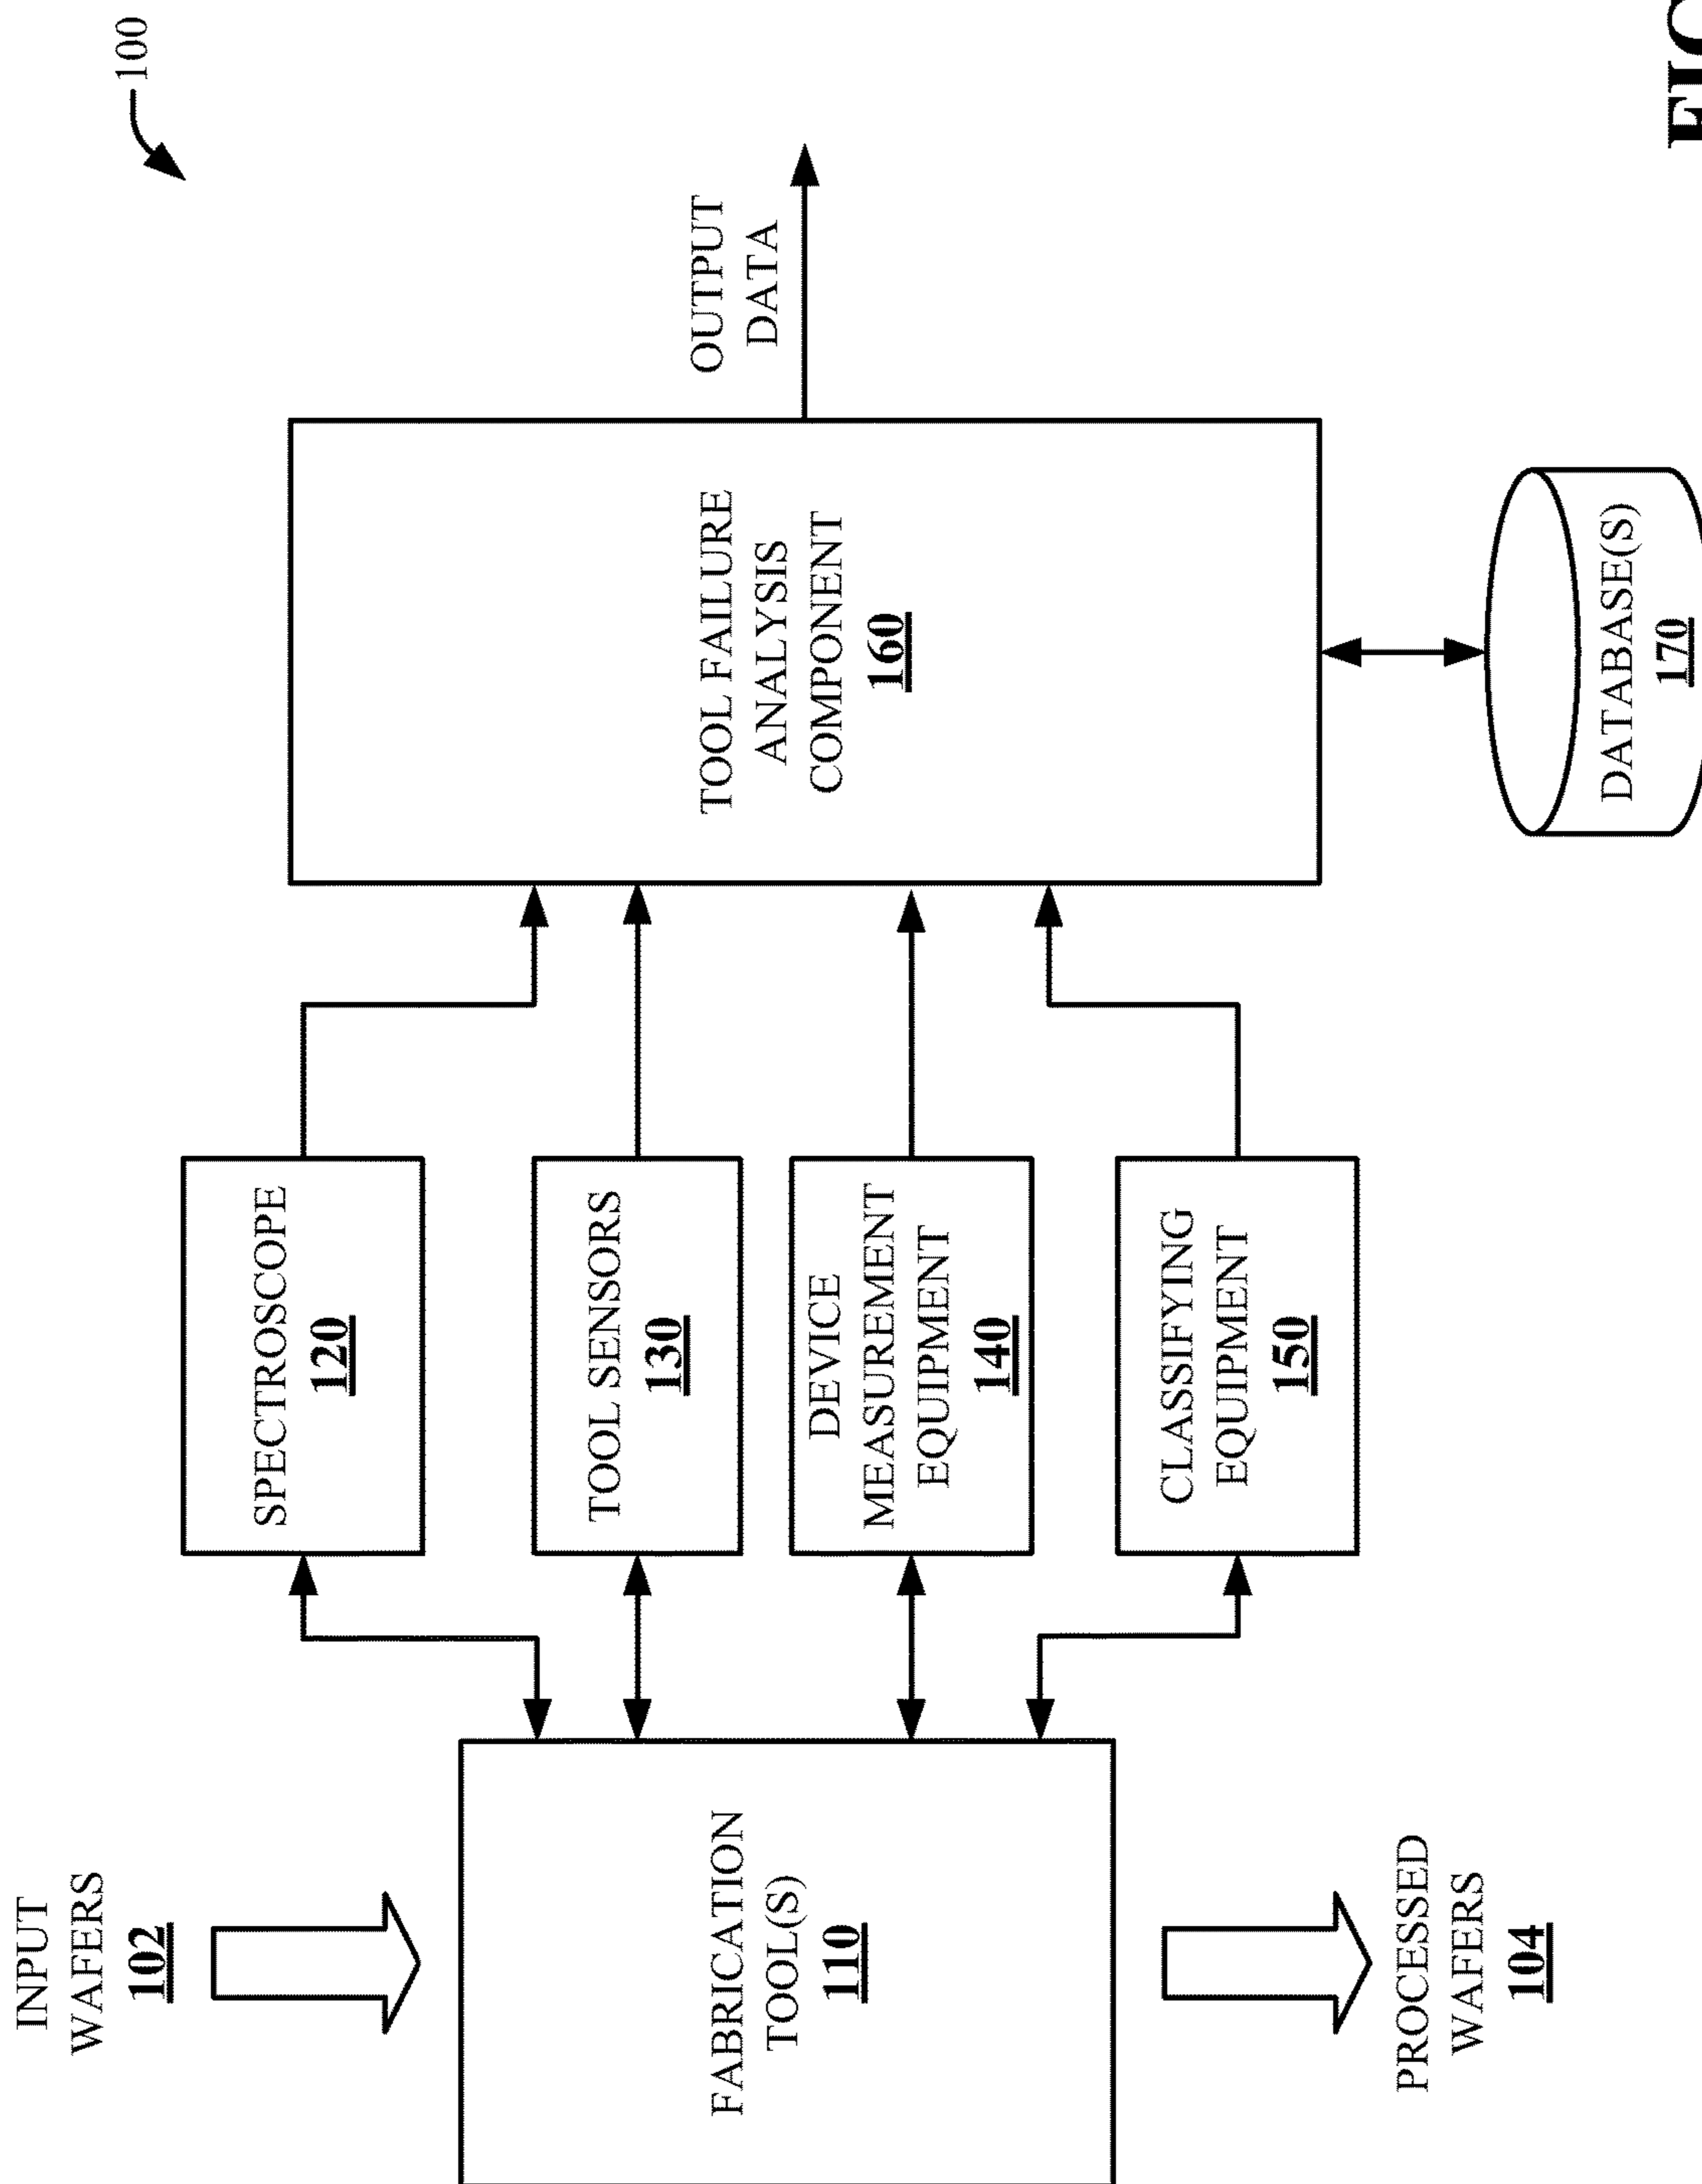 100
INPUT
WAFERS
102
FABRICATION
TOOL(S)
110
PROCESSED
WAFERS
104
SPECTROSCOPE
120
TOOL SENSORS
130
DEVICE
MEASUREMENT
EQUIPMENT
140
CLASSIFYING
EQUIPMENT
150
TOOL FAILURE
ANALYSIS
COMPONENT
160
OUTPUT
DATA
DATABASE(S)
170